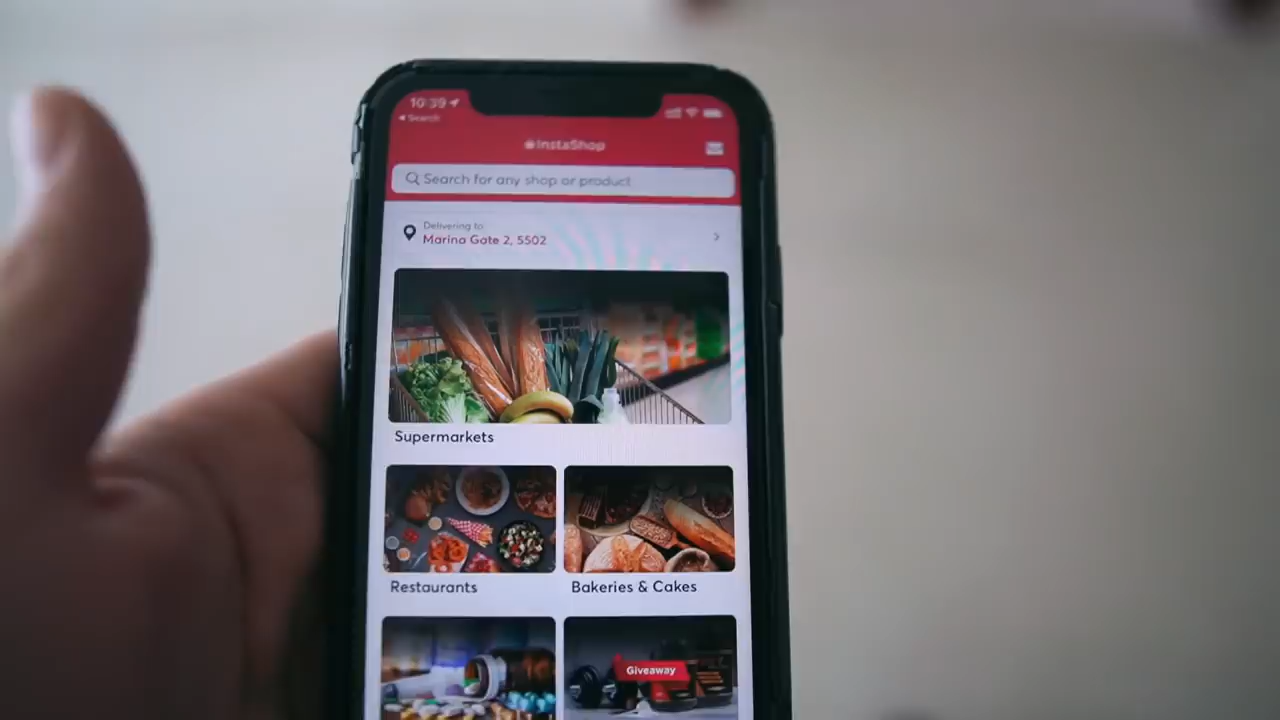 10:39
Search
InstaShop
Search for any shop or product
Delivering to
Marina Gate 2, 5502
Supermarkets
Restaurants
Bakeries & Cakes
Giveaway